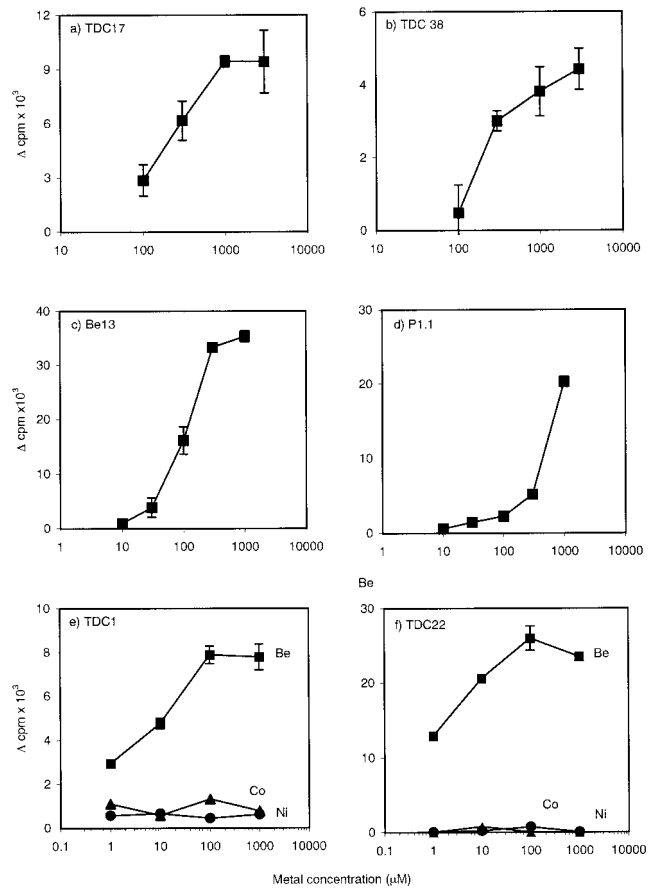 a) TDC17
Δ cpm x 10³
12
9
6
3
0
10 100 1000 10000
b) TDC 38
6
4
2
0
10 100 1000 10000
c) Be13
Δ cpm x10³
40
30
20
10
0
1 10 100 1000 10000
d) P1.1
30
20
10
0
1 10 100 1000 10000
Be
e) TDC1
Δ cpm x 10³
10
8
6
4
2
0
Be
Co
Ni
0.1 1 10 100 1000 10000
f) TDC22
30
20
10
0
Be
Co
Ni
0.1 1 10 100 1000 10000
Metal concentration (µM)